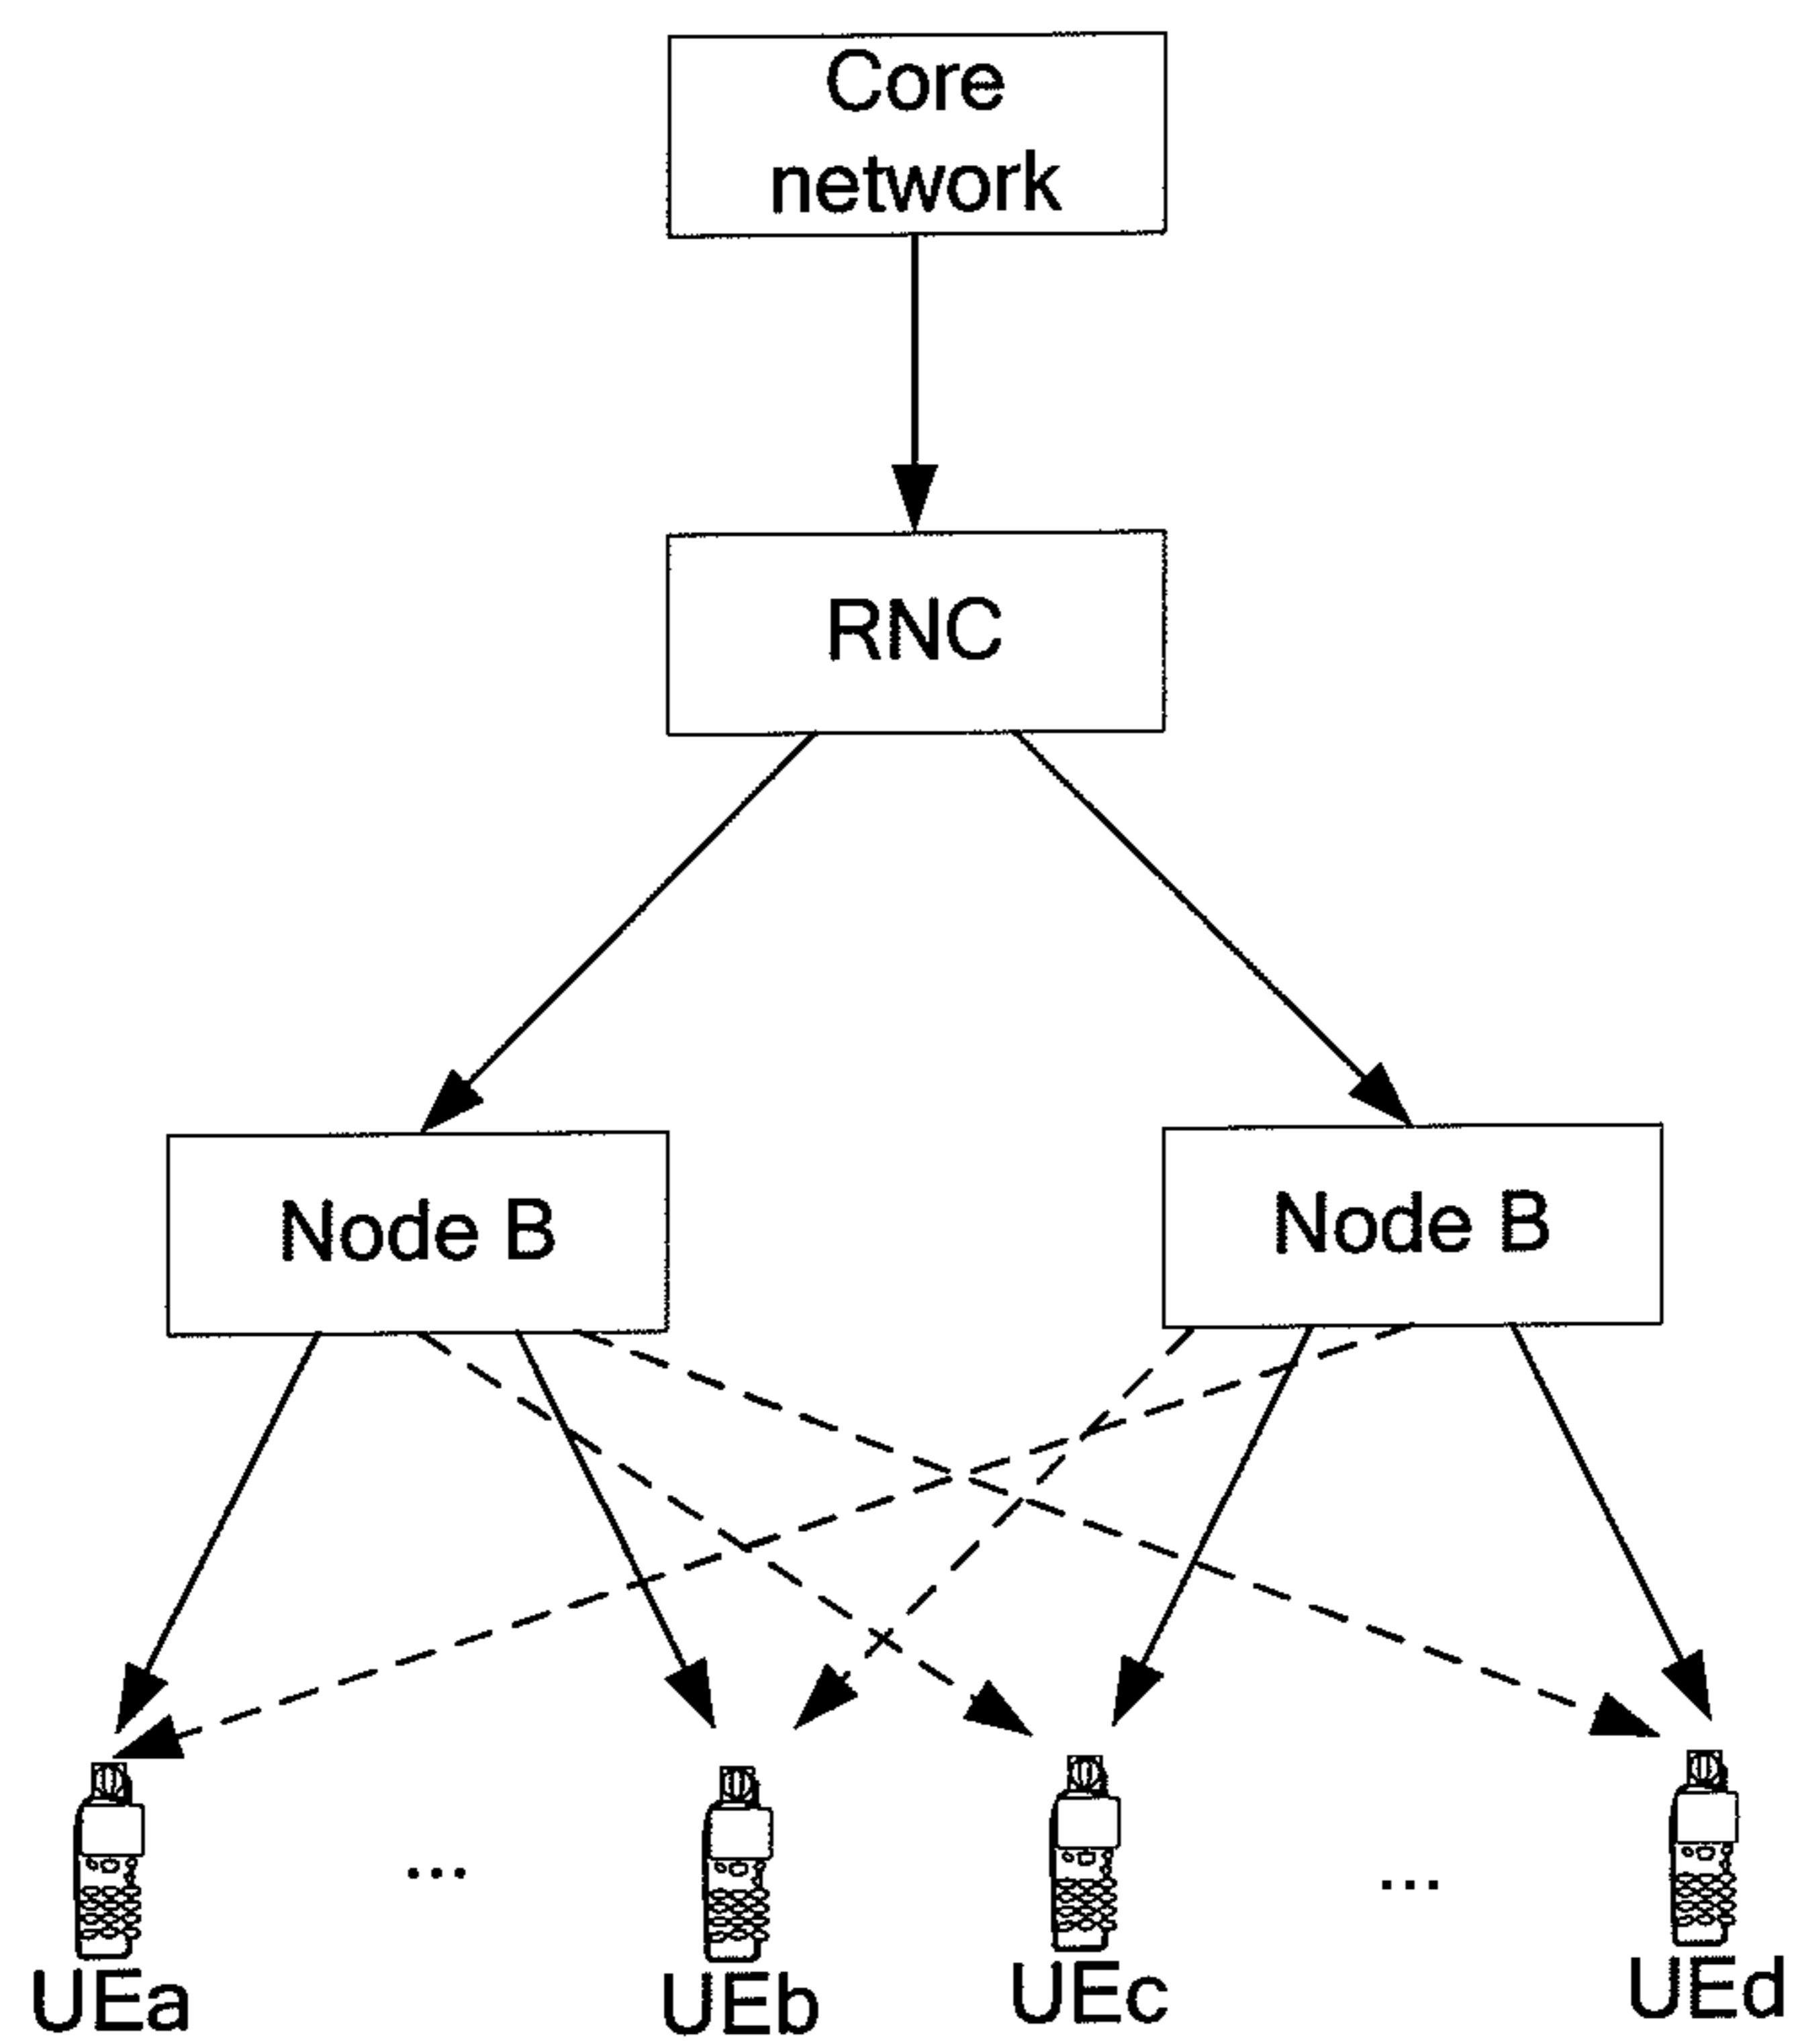 Core
network
RNC
Node B
Node B
...
...
UEa
UEb
UEc
UEd